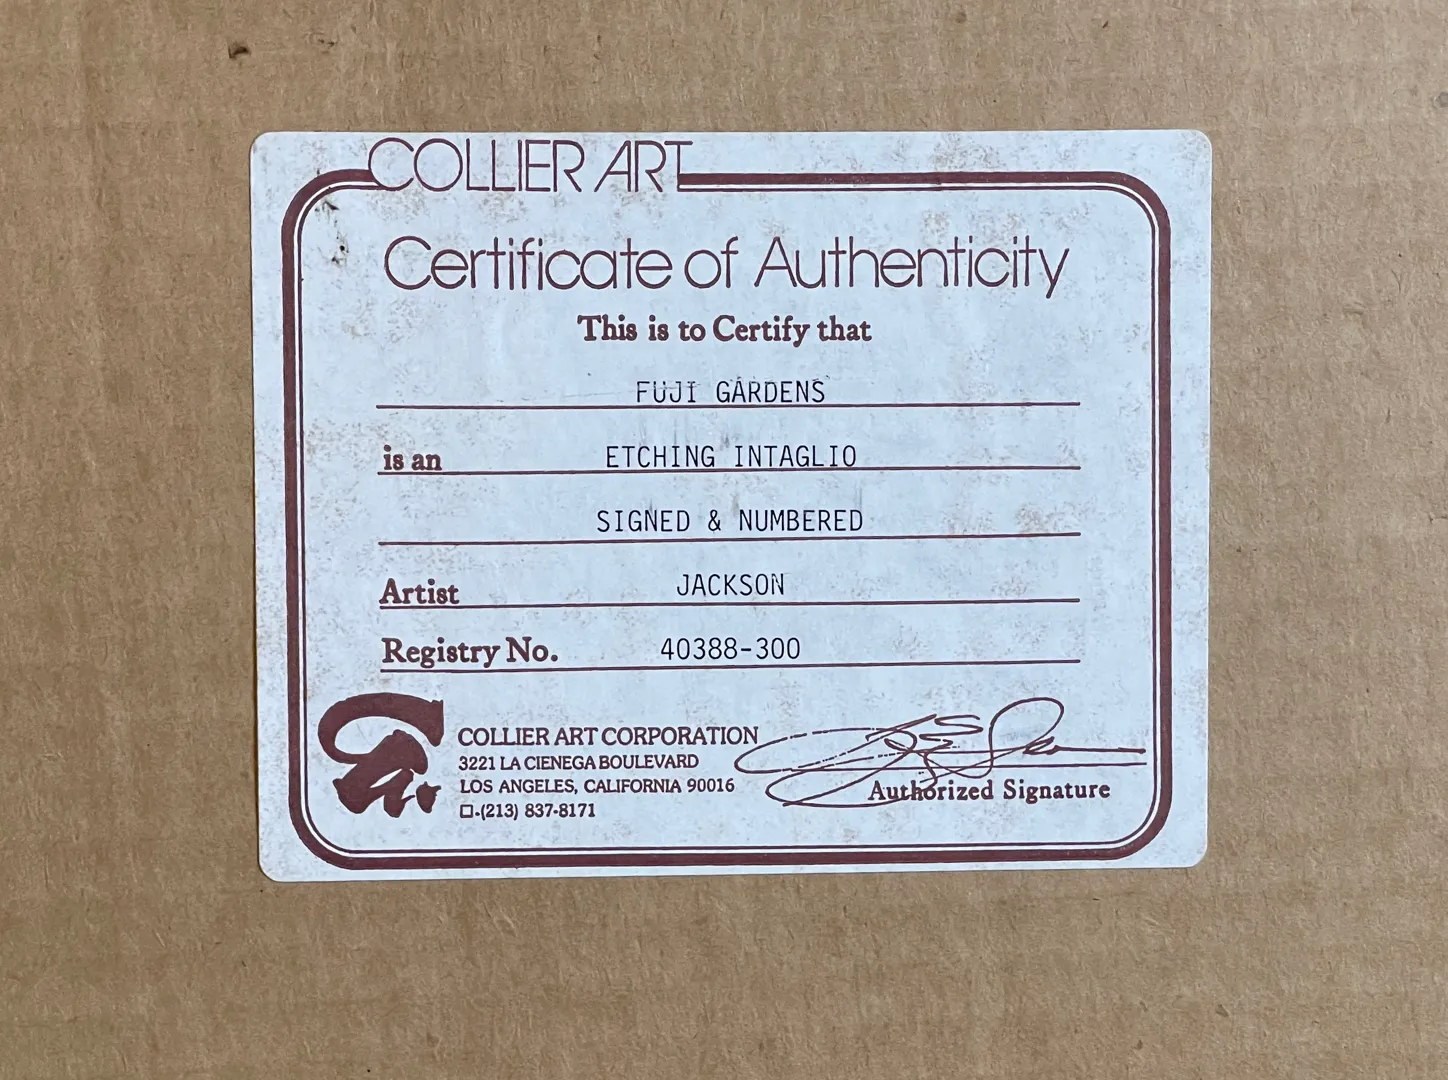 COLLIER ART
Certificate of Authenticity
This is to Certify that
FUJI GARDENS
is an ETCHING INTAGLIO
SIGNED & NUMBERED
Artist JACKSON
Registry No. 40388-300
COLLIER ART CORPORATION
3221 LA CIENEGA BOULEVARD
LOS ANGELES, CALIFORNIA 90016
(213) 837-8171
Authorized Signature